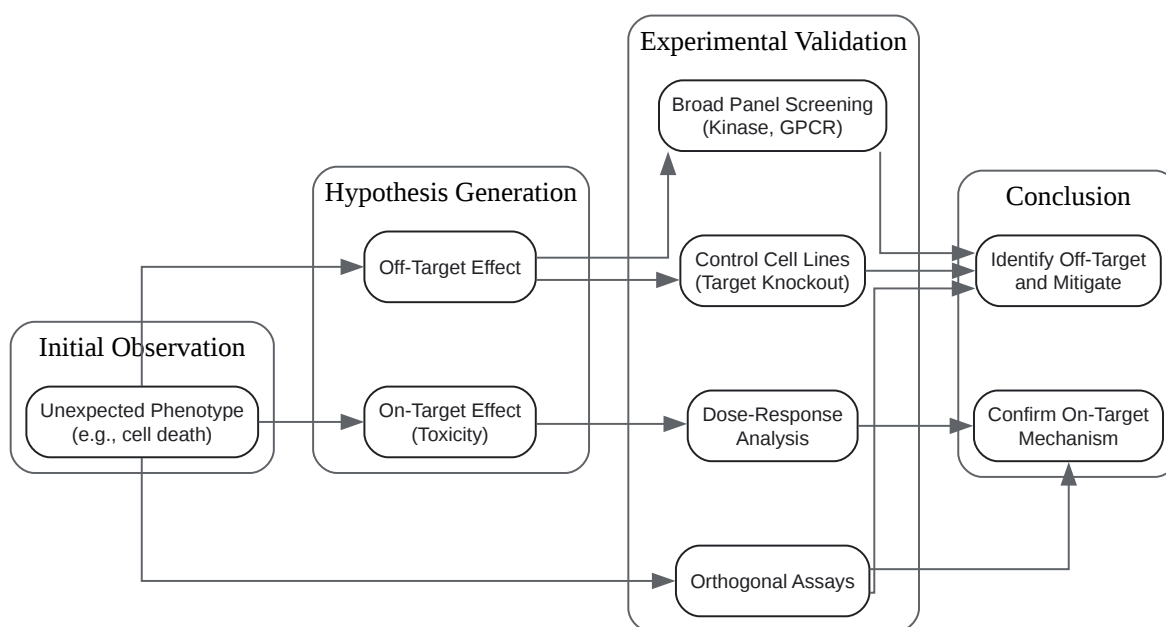 Initial Observation
Unexpected Phenotype
(e.g., cell death)
Hypothesis Generation
Off-Target Effect
On-Target Effect
(Toxicity)
Experimental Validation
Broad Panel Screening
(Kinase, GPCR)
Control Cell Lines
(Target Knockout)
Dose-Response
Analysis
Orthogonal Assays
Conclusion
Identify Off-Target
and Mitigate
Confirm On-Target
Mechanism